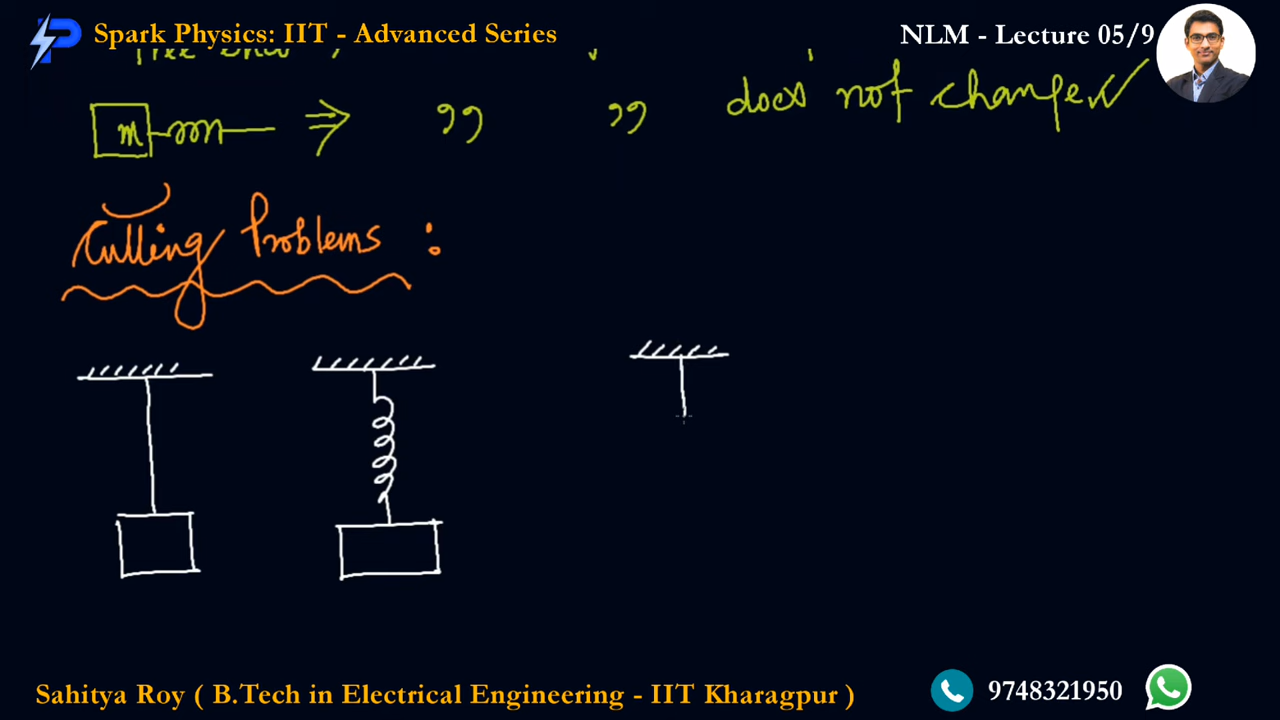 Spark Physics: IIT - Advanced Series
NLM - Lecture 05/9
m ⇒ ,, ,, does not change
Cutting Problems :
Sahitya Roy ( B.Tech in Electrical Engineering - IIT Kharagpur )
9748321950